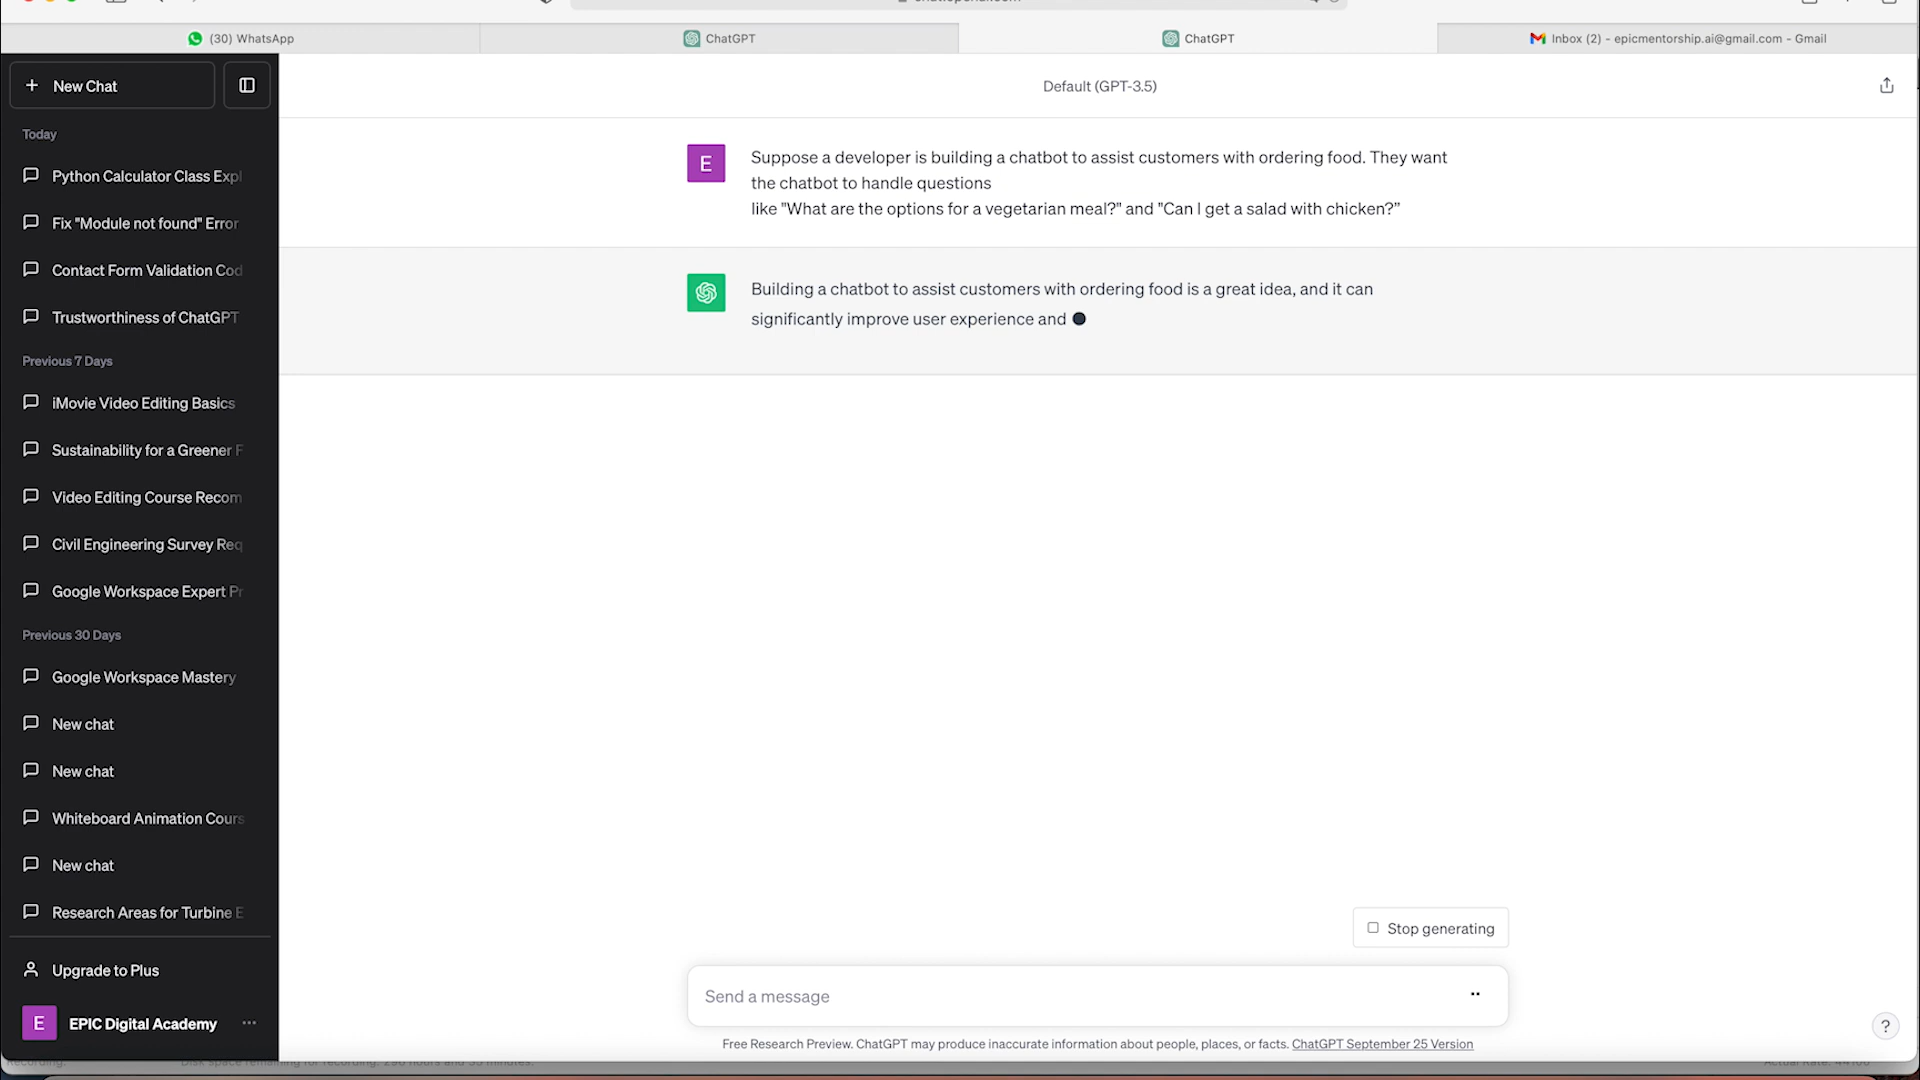 (30) WhatsApp
ChatGPT
ChatGPT
Inbox (2) - epicmentorship.ai@gmail.com - Gmail
New Chat
Today
Python Calculator Class Expl
Fix "Module not found" Error
Contact Form Validation Cod
Trustworthiness of ChatGPT
Previous 7 Days
iMovie Video Editing Basics
Sustainability for a Greener F
Video Editing Course Recom
Civil Engineering Survey Req
Google Workspace Expert Pr
Previous 30 Days
Google Workspace Mastery
New chat
New chat
Whiteboard Animation Cours
New chat
Research Areas for Turbine E
Upgrade to Plus
E
EPIC Digital Academy
Default (GPT-3.5)
E
Suppose a developer is building a chatbot to assist customers with ordering food. They want
the chatbot to handle questions
like "What are the options for a vegetarian meal?" and "Can I get a salad with chicken?”
Building a chatbot to assist customers with ordering food is a great idea, and it can
significantly improve user experience and
Stop generating
Send a message
Free Research Preview. ChatGPT may produce inaccurate information about people, places, or facts. ChatGPT September 25 Version
?